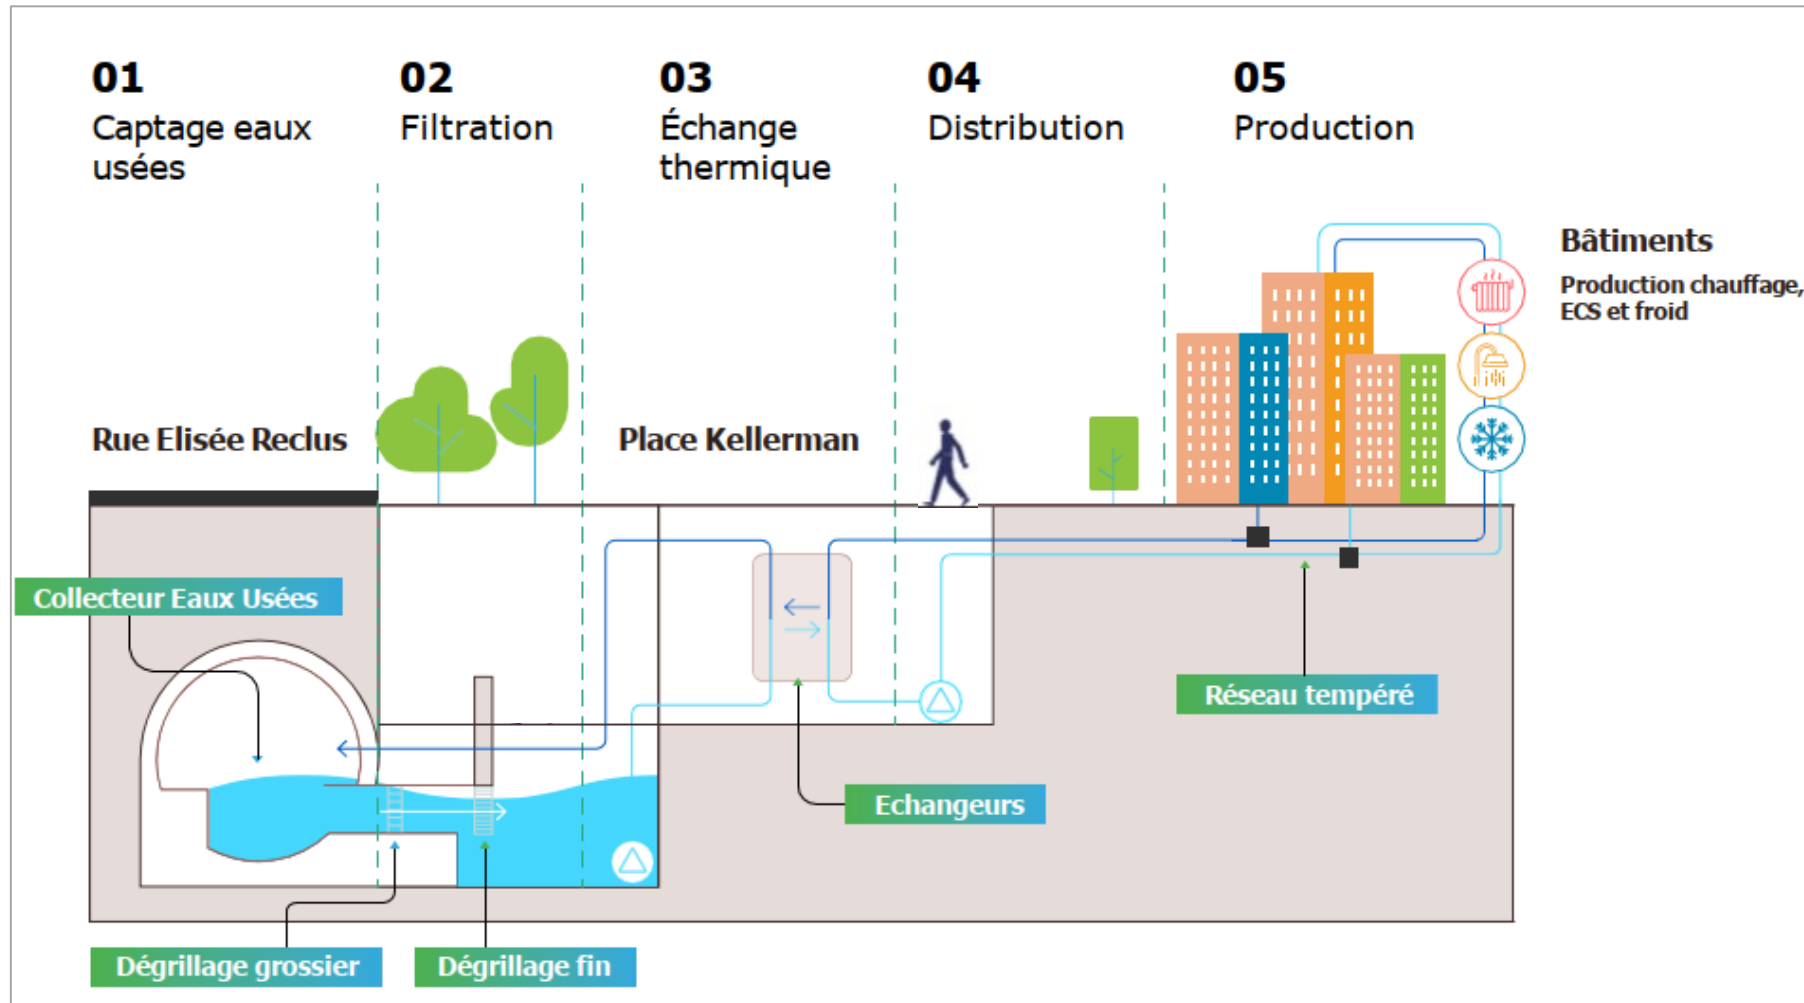 01
Captage eaux
usées
02
Filtration
03
Échange
thermique
04
Distribution
05
Production
Bâtiments
Production chauffage,
ECS et froid
Rue Elisée Reclus
Place Kellerman
Collecteur Eaux Usées
Réseau tempéré
Echangeurs
Dégrillage grossier
Dégrillage fin